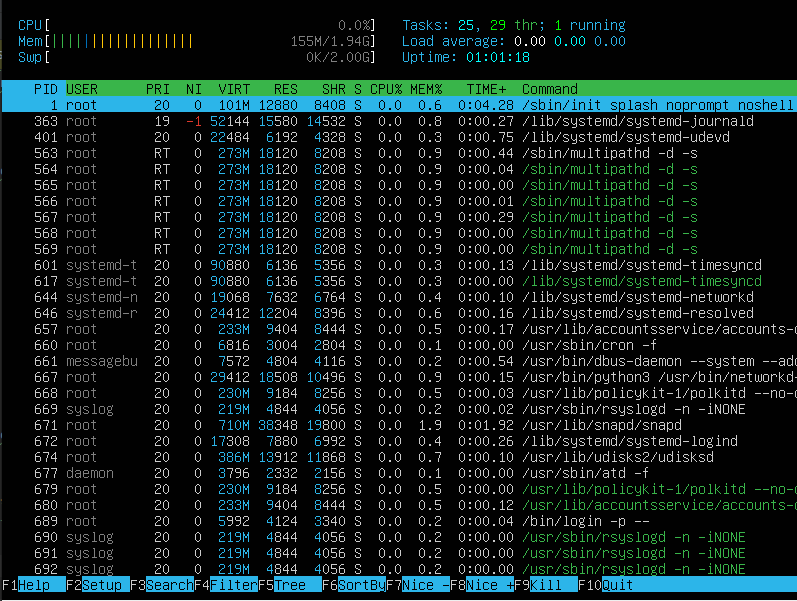 CPU[ 0.0%] Tasks: 25, 29 thr; 1 running
Mem[||||||||||||||||||| 155M/1.94G] Load average: 0.00 0.00 0.00
Swp[ 0K/2.00G] Uptime: 01:01:18
PID USER PRI NI VIRT RES SHR S CPU% MEM% TIME+ Command
1 root 20 0 101M 12880 8408 S 0.0 0.6 0:04.28 /sbin/init splash noprompt noshell
363 root 19 -1 52144 15580 14532 S 0.0 0.8 0:00.27 /lib/systemd/systemd-journald
401 root 20 0 22484 6192 4328 S 0.0 0.3 0:00.75 /lib/systemd/systemd-udevd
563 root RT 0 273M 18120 8208 S 0.0 0.9 0:00.44 /sbin/multipathd -d -s
564 root RT 0 273M 18120 8208 S 0.0 0.9 0:00.04 /sbin/multipathd -d -s
565 root RT 0 273M 18120 8208 S 0.0 0.9 0:00.00 /sbin/multipathd -d -s
566 root RT 0 273M 18120 8208 S 0.0 0.9 0:00.01 /sbin/multipathd -d -s
567 root RT 0 273M 18120 8208 S 0.0 0.9 0:00.29 /sbin/multipathd -d -s
568 root RT 0 273M 18120 8208 S 0.0 0.9 0:00.00 /sbin/multipathd -d -s
569 root RT 0 273M 18120 8208 S 0.0 0.9 0:00.00 /sbin/multipathd -d -s
601 systemd-t 20 0 90880 6136 5356 S 0.0 0.3 0:00.13 /lib/systemd/systemd-timesyncd
617 systemd-t 20 0 90880 6136 5356 S 0.0 0.3 0:00.00 /lib/systemd/systemd-timesyncd
644 systemd-n 20 0 19068 7632 6764 S 0.0 0.4 0:00.10 /lib/systemd/systemd-networkd
646 systemd-r 20 0 24412 12204 8396 S 0.0 0.6 0:00.16 /lib/systemd/systemd-resolved
657 root 20 0 233M 9404 8444 S 0.0 0.5 0:00.17 /usr/lib/accountsservice/accounts-
660 root 20 0 6816 3004 2804 S 0.0 0.1 0:00.00 /usr/sbin/cron -f
661 messagebu 20 0 7572 4804 4116 S 0.0 0.2 0:00.54 /usr/bin/dbus-daemon --system --add
667 root 20 0 29412 18508 10496 S 0.0 0.9 0:00.15 /usr/bin/python3 /usr/bin/networkd-
668 root 20 0 230M 9184 8256 S 0.0 0.5 0:00.03 /usr/lib/policykit-1/polkitd --no-
669 syslog 20 0 219M 4844 4056 S 0.0 0.2 0:00.02 /usr/sbin/rsyslogd -n -iNONE
671 root 20 0 710M 38348 19800 S 0.0 1.9 0:01.92 /usr/lib/snapd/snapd
672 root 20 0 17308 7880 6992 S 0.0 0.4 0:00.26 /lib/systemd/systemd-logind
674 root 20 0 386M 13912 11868 S 0.0 0.7 0:00.10 /usr/lib/udisks2/udisksd
677 daemon 20 0 3796 2332 2156 S 0.0 0.1 0:00.00 /usr/sbin/atd -f
679 root 20 0 230M 9184 8256 S 0.0 0.5 0:00.00 /usr/lib/policykit-1/polkitd --no-
680 root 20 0 233M 9404 8444 S 0.0 0.5 0:00.12 /usr/lib/accountsservice/accounts-
689 root 20 0 5992 4124 3340 S 0.0 0.2 0:00.04 /bin/login -p --
690 syslog 20 0 219M 4844 4056 S 0.0 0.2 0:00.00 /usr/sbin/rsyslogd -n -iNONE
691 syslog 20 0 219M 4844 4056 S 0.0 0.2 0:00.00 /usr/sbin/rsyslogd -n -iNONE
692 syslog 20 0 219M 4844 4056 S 0.0 0.2 0:00.00 /usr/sbin/rsyslogd -n -iNONE
F1Help F2Setup F3SearchF4FilterF5Tree F6SortByF7Nice -F8Nice +F9Kill F10Quit